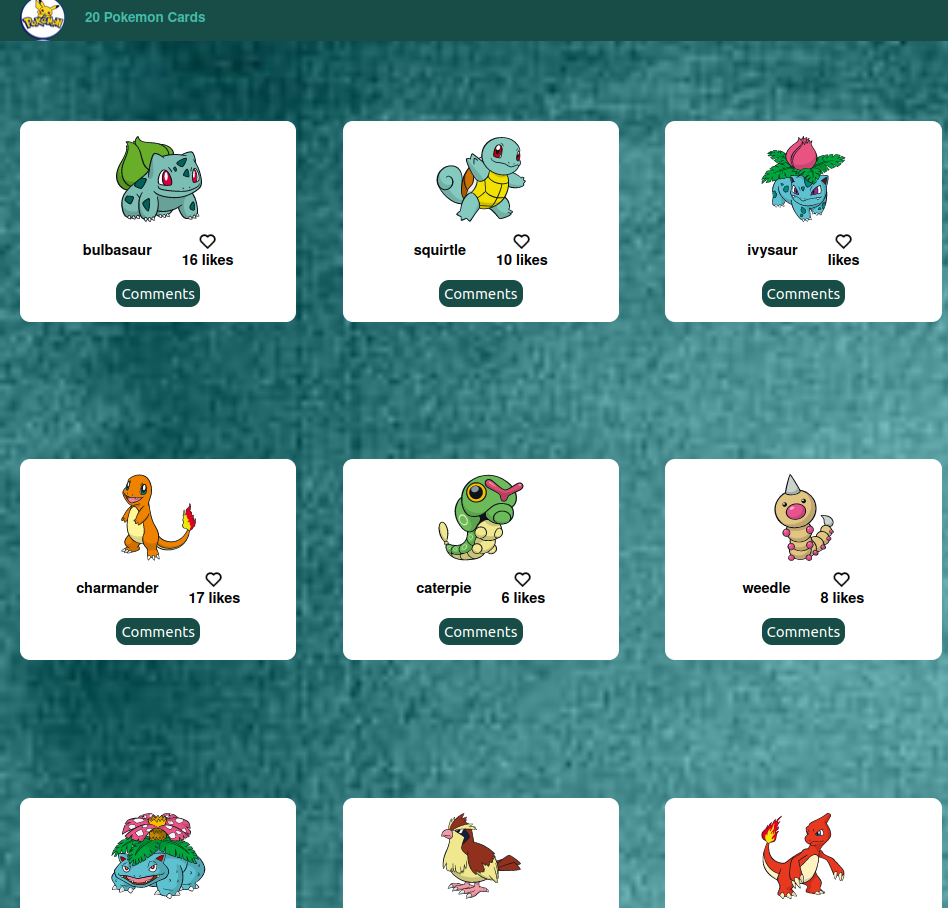 Pokémon
20 Pokemon Cards
bulbasaur
16 likes
Comments
squirtle
10 likes
Comments
ivysaur
likes
Comments
charmander
17 likes
Comments
caterpie
6 likes
Comments
weedle
8 likes
Comments